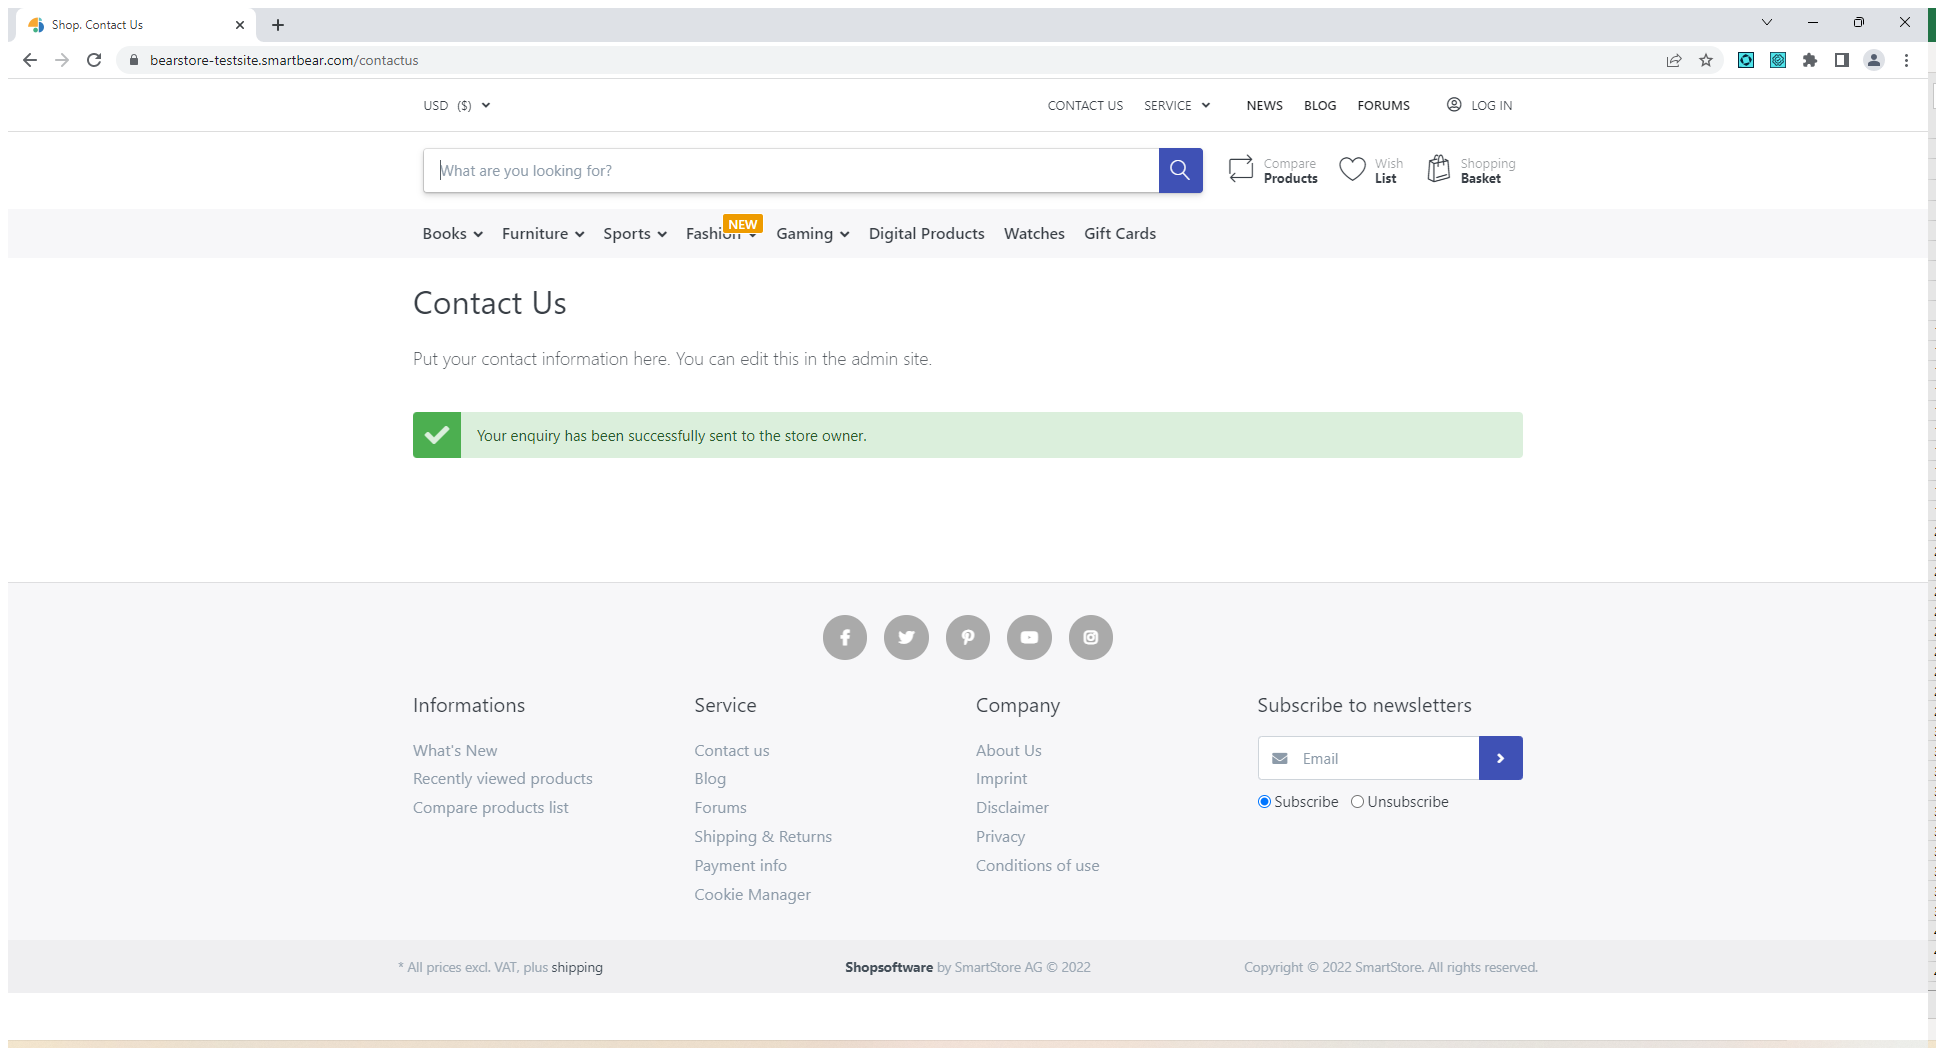 Shop. Contact Us
bearstore-testsite.smartbear.com/contactus
USD ($) CONTACT US SERVICE NEWS BLOG FORUMS LOG IN
What are you looking for? Compare Products Wish List Shopping Basket
Books Furniture Sports Fashion NEW Gaming Digital Products Watches Gift Cards
Contact Us
Put your contact information here. You can edit this in the admin site.
Your enquiry has been successfully sent to the store owner.
Informations
What's New
Recently viewed products
Compare products list
Service
Contact us
Blog
Forums
Shipping & Returns
Payment info
Cookie Manager
Company
About Us
Imprint
Disclaimer
Privacy
Conditions of use
Subscribe to newsletters
Email
Subscribe Unsubscribe
* All prices excl. VAT, plus shipping
Shopsoftware by SmartStore AG © 2022
Copyright © 2022 SmartStore. All rights reserved.